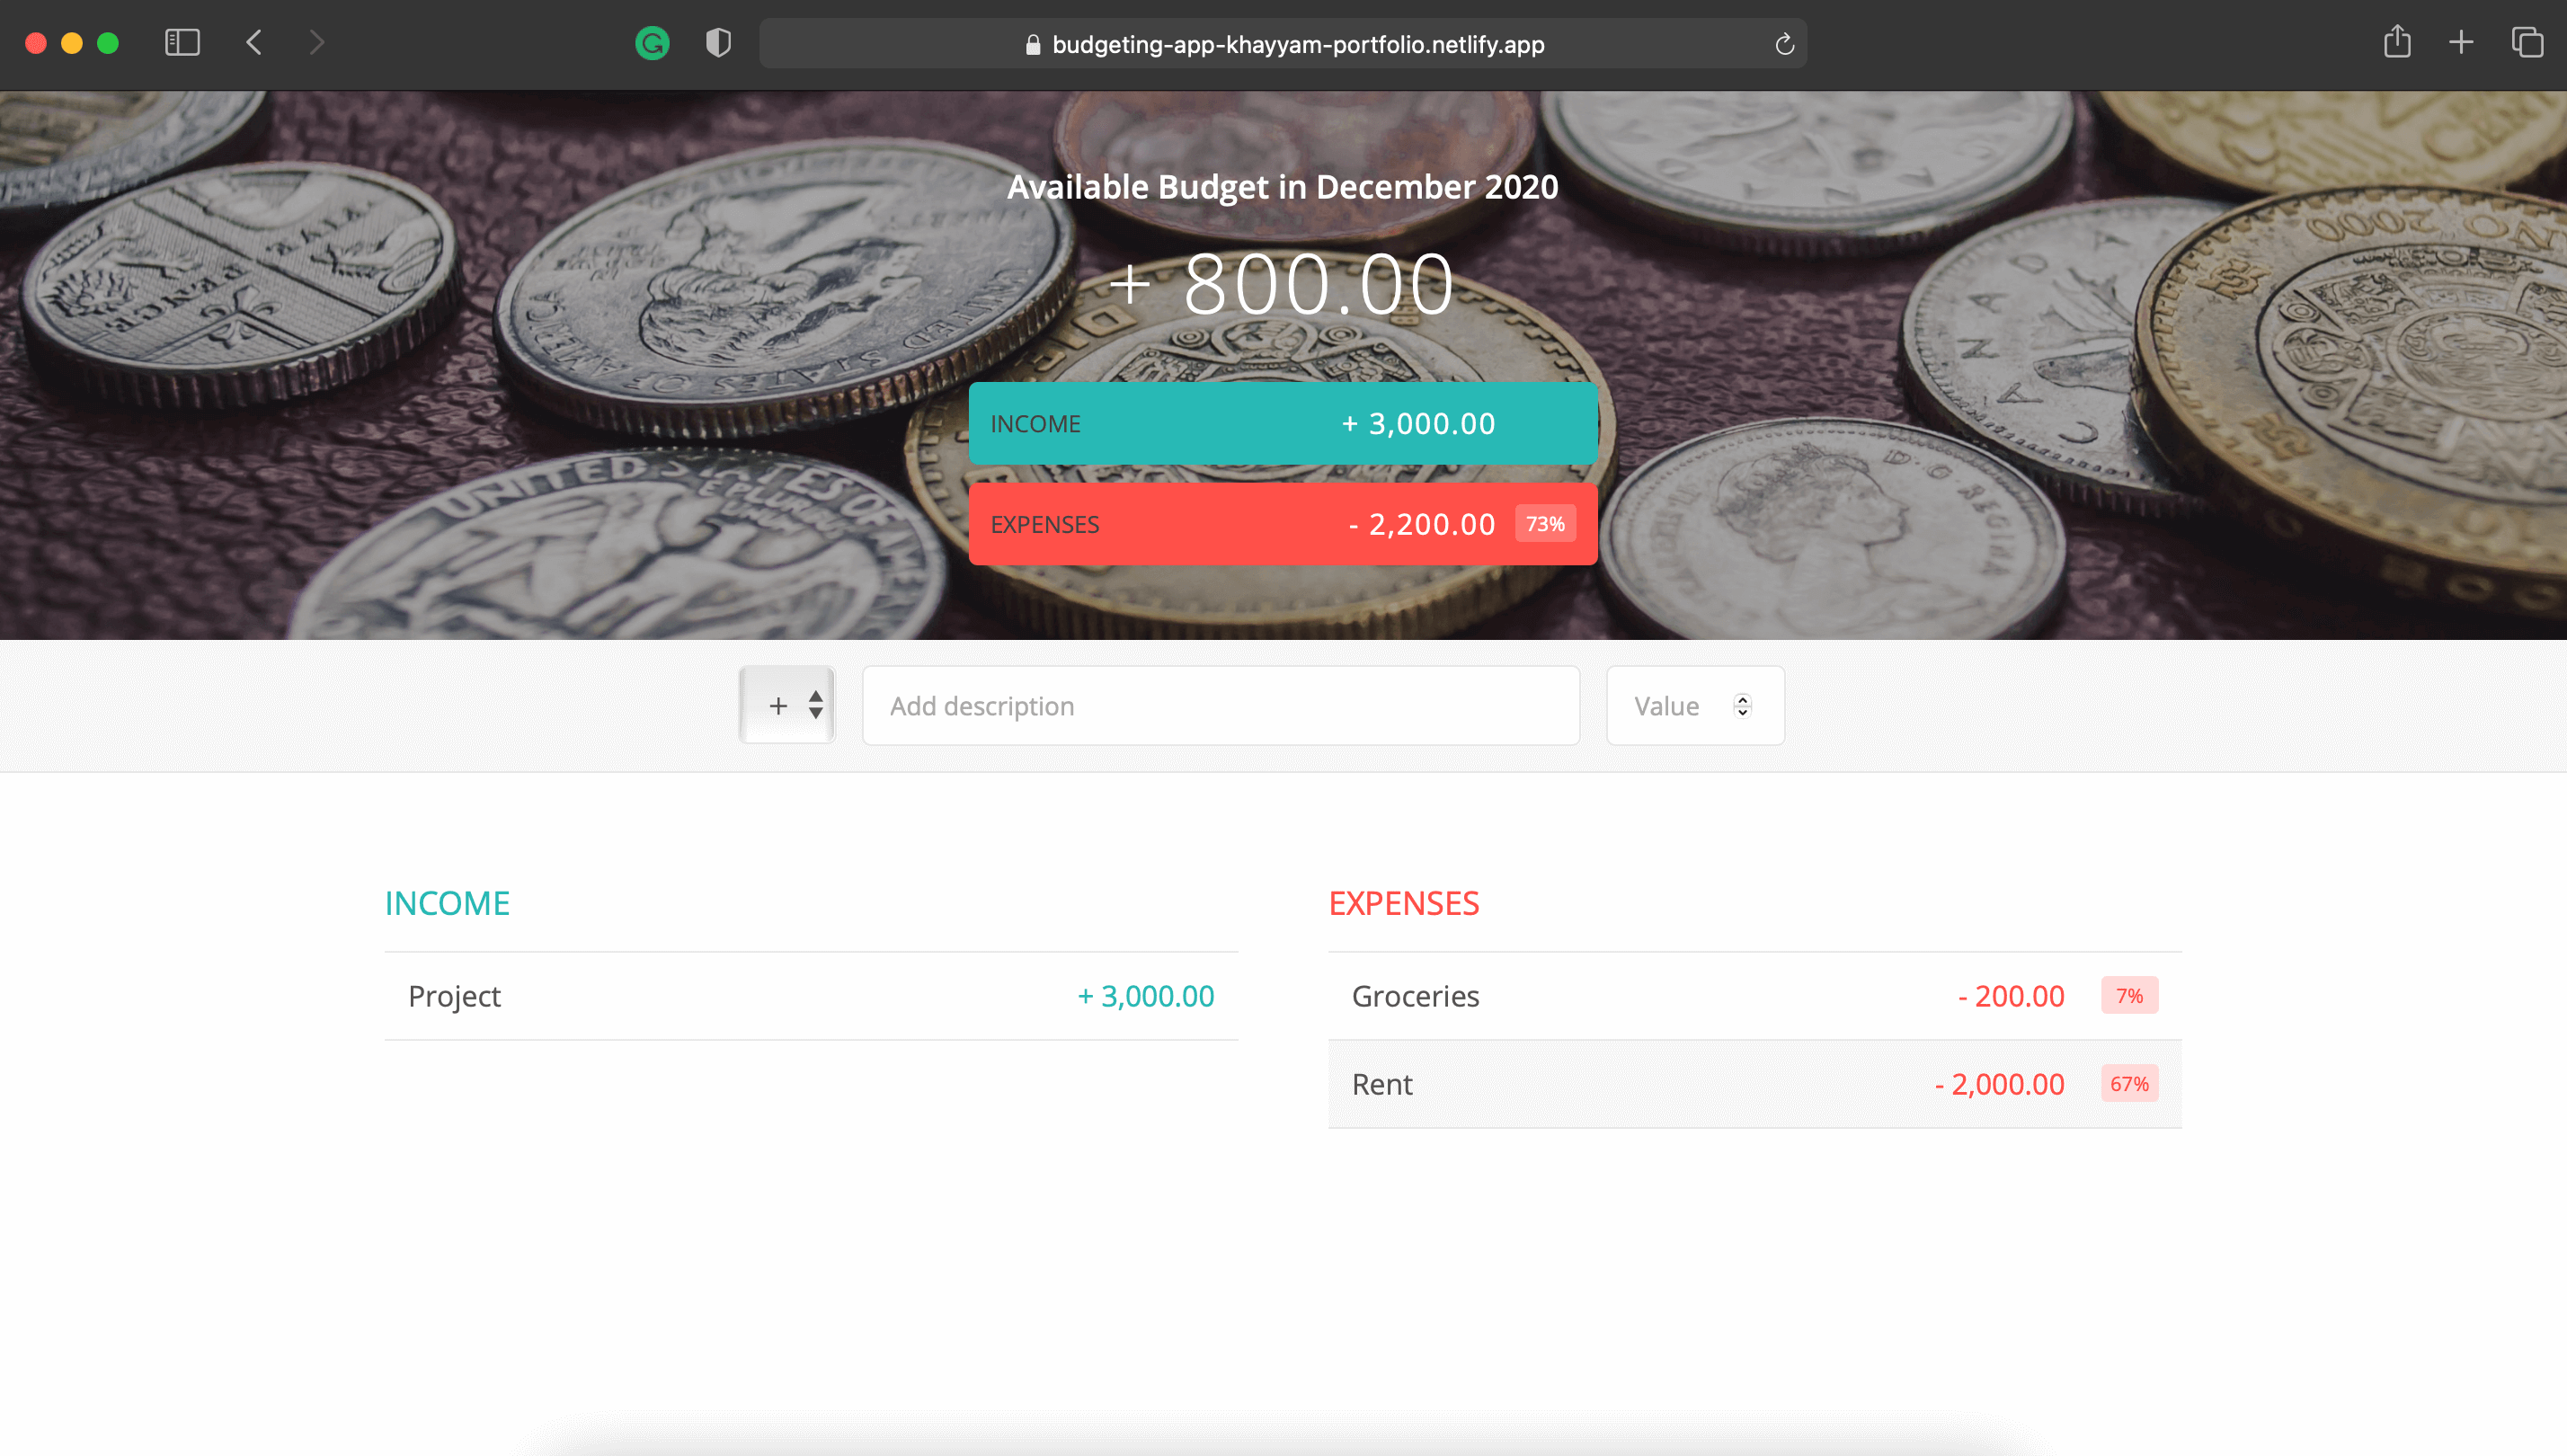 budgeting-app-khayyam-portfolio.netlify.app
Available Budget in December 2020
+ 800.00
INCOME + 3,000.00
EXPENSES - 2,200.00 73%
+ Add description Value
INCOME
Project + 3,000.00
EXPENSES
Groceries - 200.00 7%
Rent - 2,000.00 67%